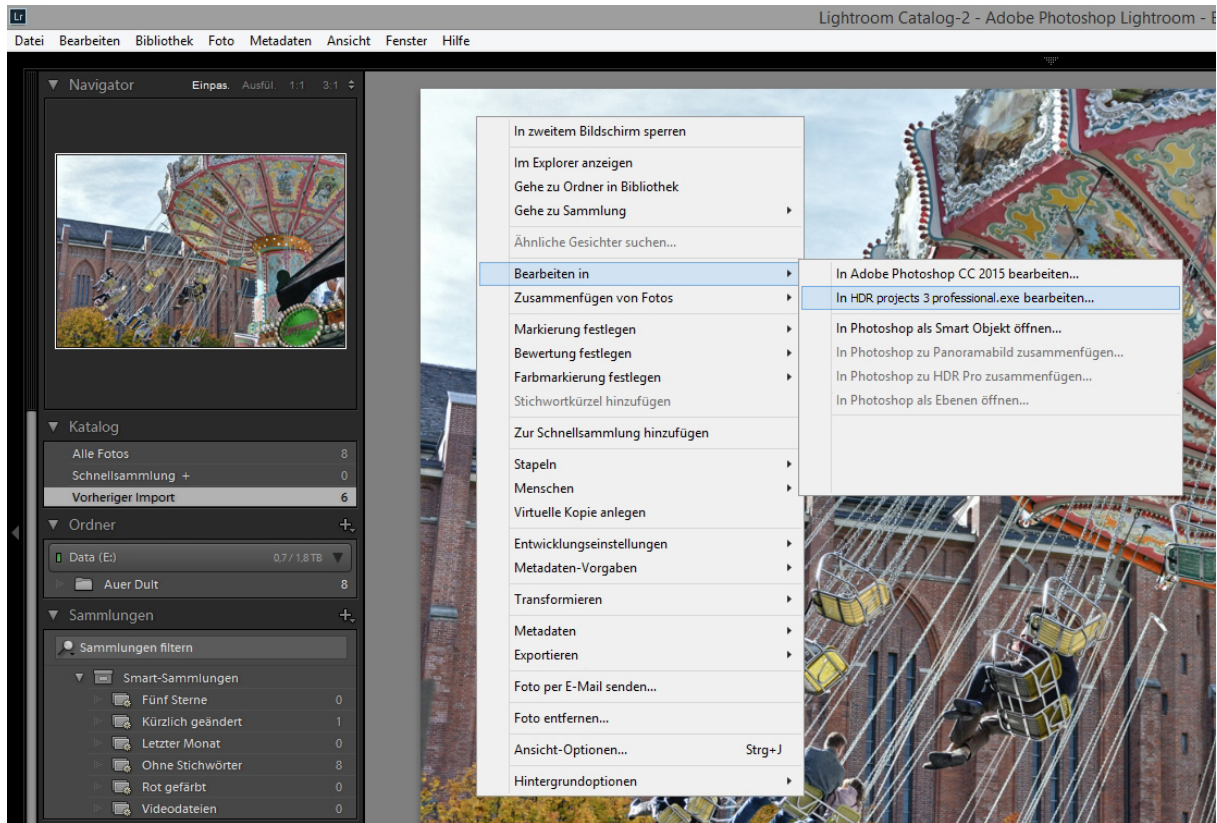 Lr
Lightroom Catalog-2 - Adobe Photoshop Lightroom -
Datei Bearbeiten Bibliothek Foto Metadaten Ansicht Fenster Hilfe
Navigator Einpas. Ausfül. 1:1 3:1
Katalog
Alle Fotos 8
Schnellsammlung + 0
Vorheriger Import 6
Ordner +
Data (E:) 0,7 / 1,8 TB
Auer Dult 8
Sammlungen +
Sammlungen filtern
Smart-Sammlungen
Fünf Sterne 0
Kürzlich geändert 1
Letzter Monat 0
Ohne Stichwörter 8
Rot gefärbt 0
Videodateien 0
In zweitem Bildschirm sperren
Im Explorer anzeigen
Gehe zu Ordner in Bibliothek
Gehe zu Sammlung
Ähnliche Gesichter suchen...
Bearbeiten in
Zusammenfügen von Fotos
Markierung festlegen
Bewertung festlegen
Farbmarkierung festlegen
Stichwortkürzel hinzufügen
Zur Schnellsammlung hinzufügen
Stapeln
Menschen
Virtuelle Kopie anlegen
Entwicklungseinstellungen
Metadaten-Vorgaben
Transformieren
Metadaten
Exportieren
Foto per E-Mail senden...
Foto entfernen...
Ansicht-Optionen... Strg+J
Hintergrundoptionen
In Adobe Photoshop CC 2015 bearbeiten...
In HDR projects 3 professional.exe bearbeiten...
In Photoshop als Smart Objekt öffnen...
In Photoshop zu Panoramabild zusammenfügen...
In Photoshop zu HDR Pro zusammenfügen...
In Photoshop als Ebenen öffnen...